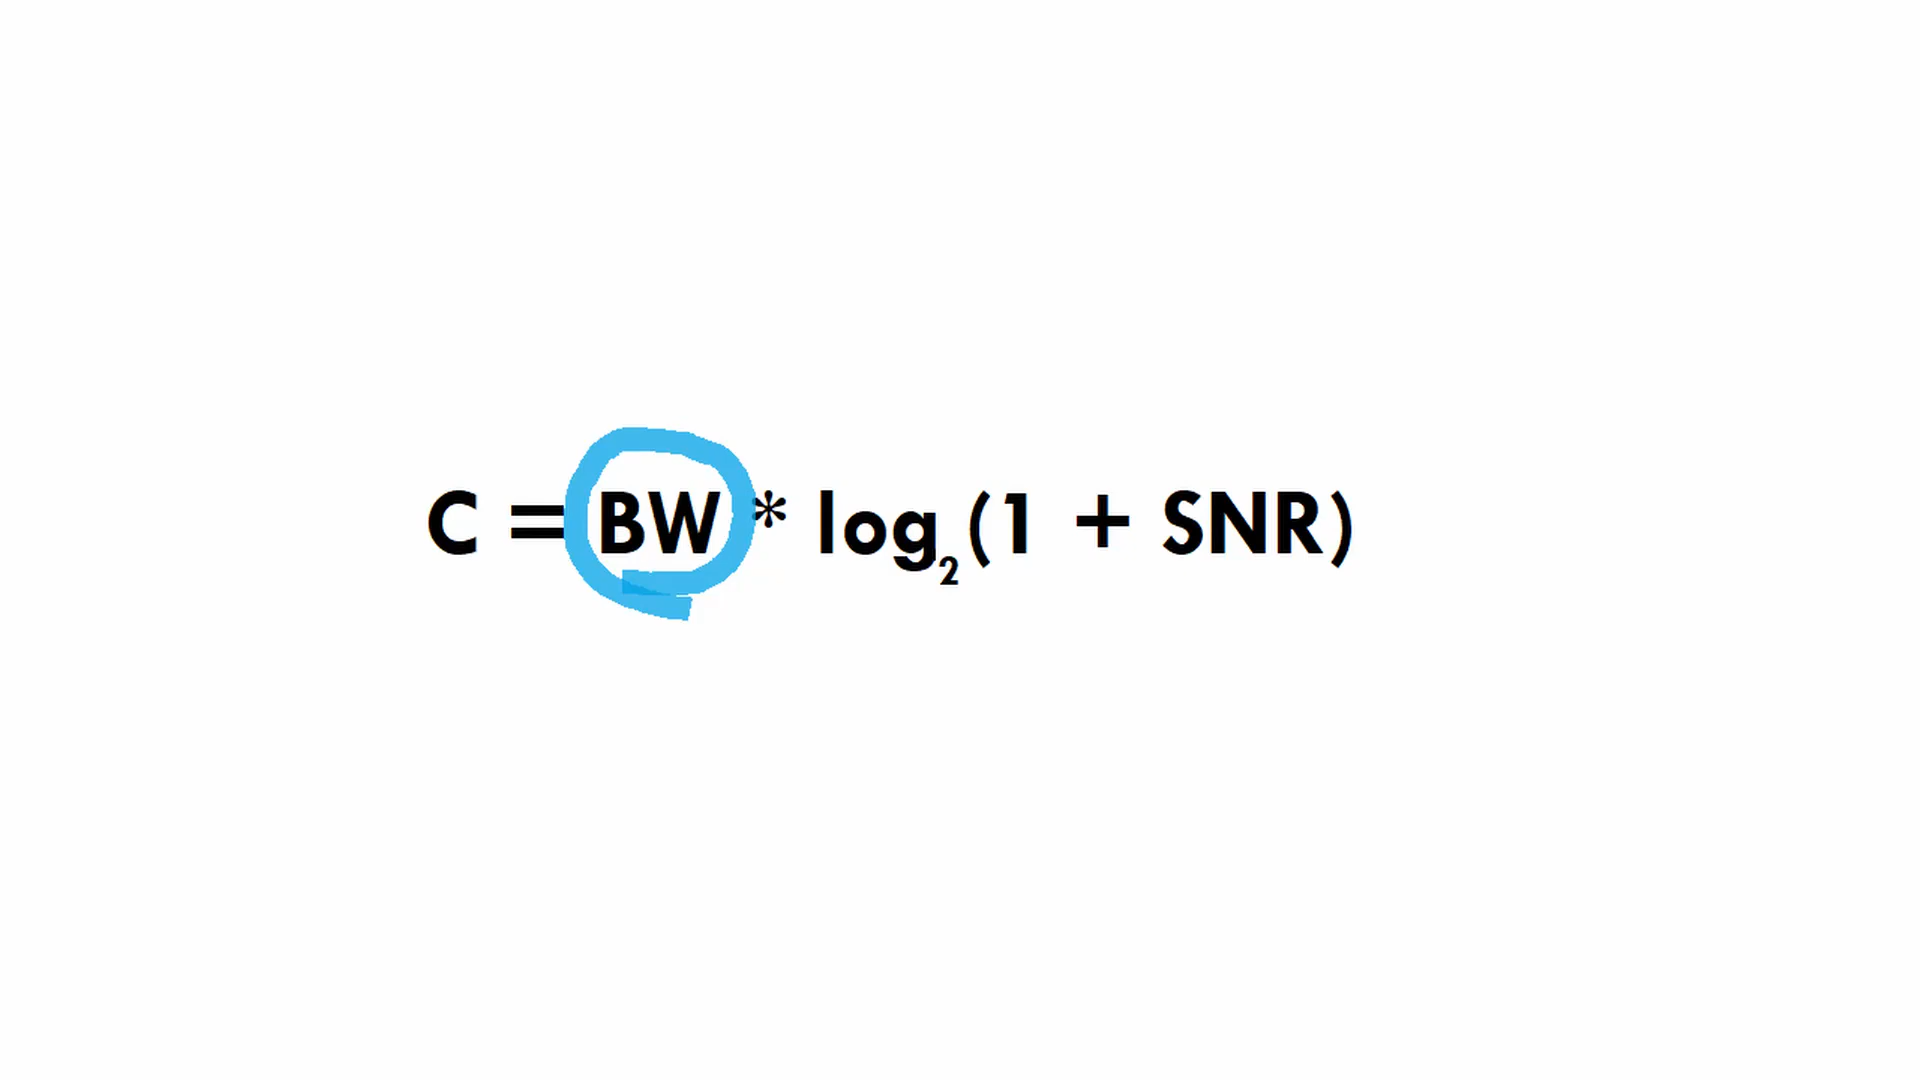 C = BW * log₂(1 + SNR)